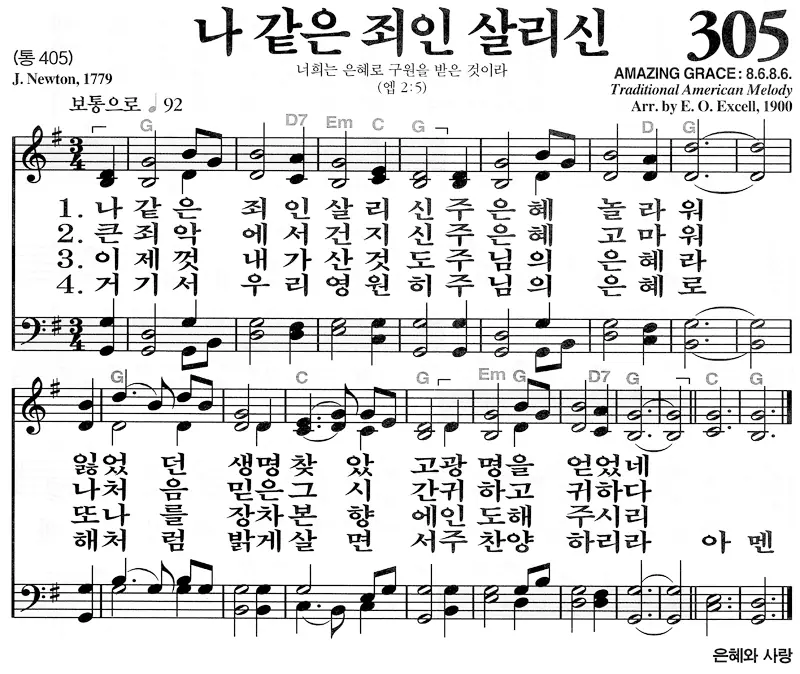 나 같은 죄인 살리신 305
(통 405)
너희는 은혜로 구원을 받은 것이라
AMAZING GRACE: 8.6.8.6.
J. Newton, 1779
(엡 2:5)
Traditional American Melody
보통으로 ♩ 92
Arr. by E. O. Excell, 1900
G D7 Em C G D G
1. 나 같 은 죄 인 살 리 신 주 은 혜 놀 라 워
2. 큰 죄 악 에 서 건 지 신 주 은 혜 고 마 워
3. 이 제 껏 내 가 산 것 도 주 님 의 은 혜 라
4. 거 기 서 우 리 영 원 히 주 님 의 은 혜 로
G C G Em G D7 G C G
잃었 던 생명 찾 았 고광 명을 얻었네
나처 음 믿은그 시 간귀 하고 귀하다
또나 를 장차본 향 에인 도해 주시리
해처 럼 밝게살 면 서주 찬양 하리라 아 멘
은혜와 사랑